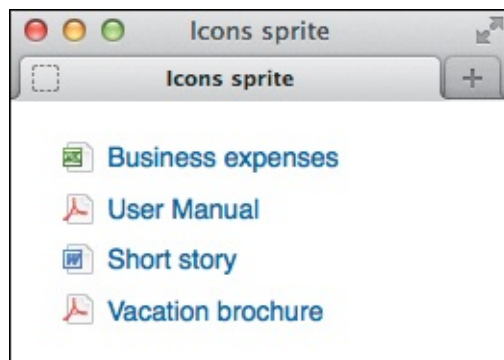 Icons sprite
Icons sprite
Business expenses
User Manual
Short story
Vacation brochure